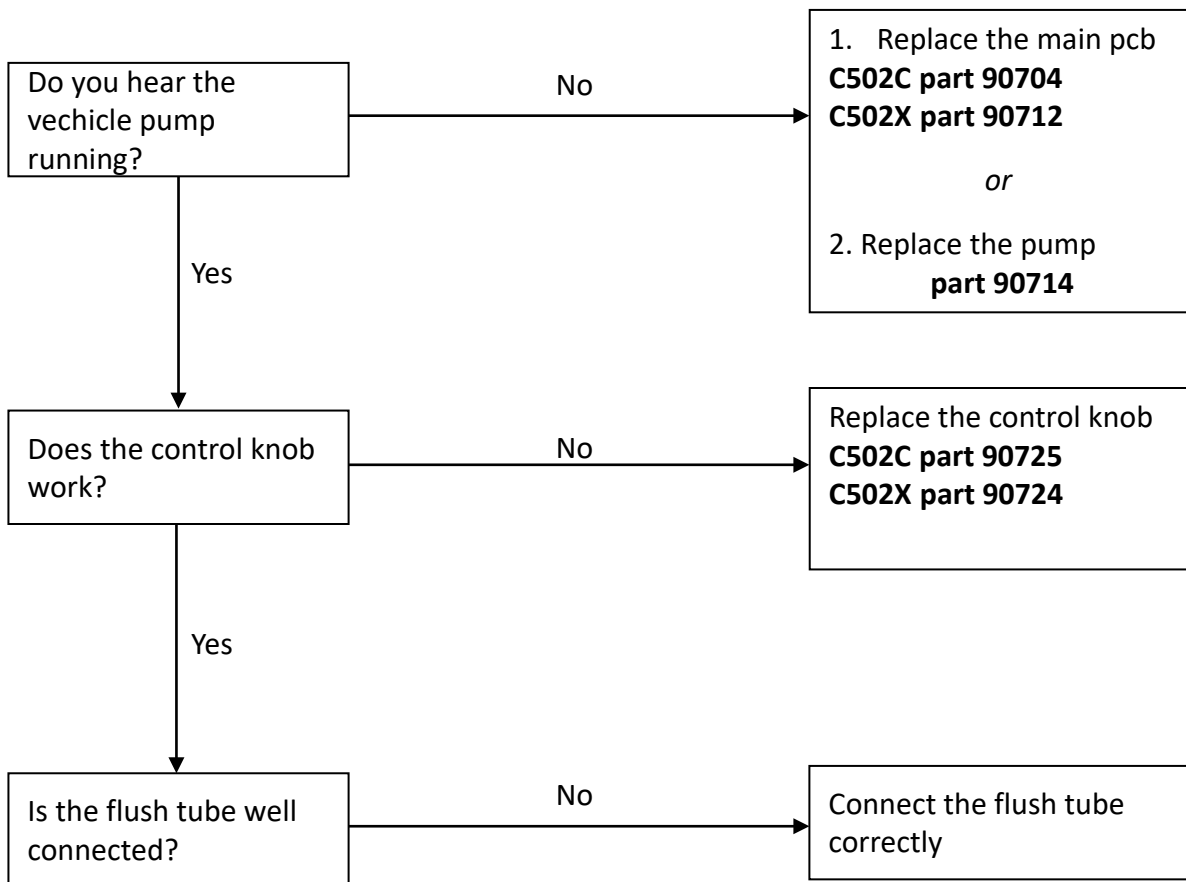 Do you hear the
vechicle pump
running?
No
1. Replace the main pcb
C502C part 90704
C502X part 90712
or
2. Replace the pump
part 90714
Yes
Does the control knob
work?
No
Replace the control knob
C502C part 90725
C502X part 90724
Yes
Is the flush tube well
connected?
No
Connect the flush tube
correctly